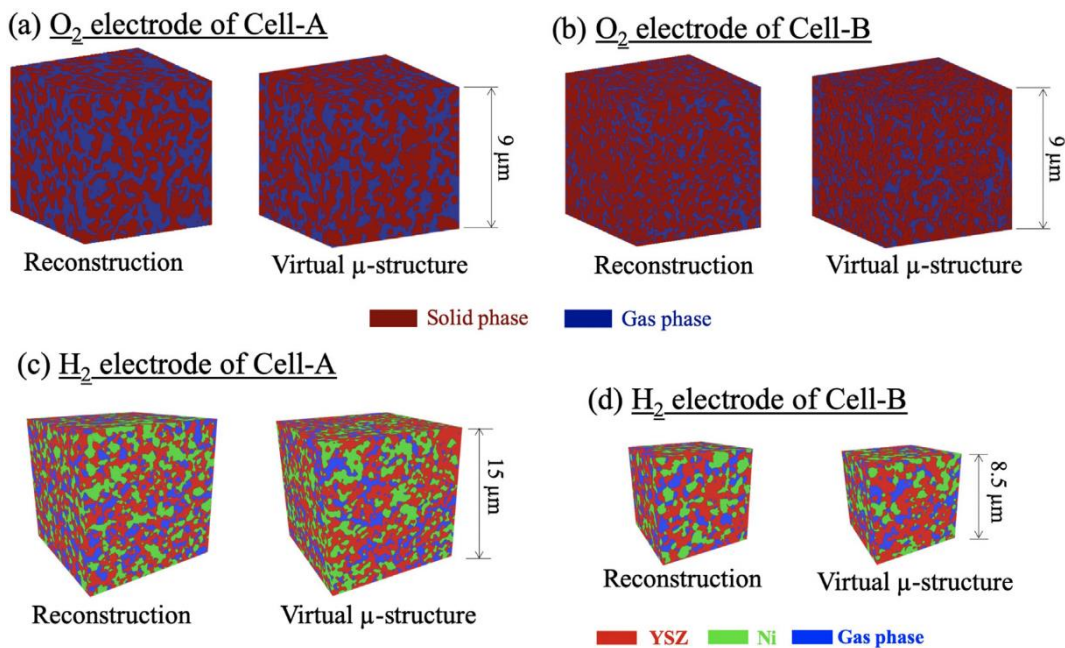 (a) O2 electrode of Cell-A
(b) O2 electrode of Cell-B
9 µm
9 µm
Reconstruction
Virtual µ-structure
Reconstruction
Virtual µ-structure
Solid phase
Gas phase
(c) H2 electrode of Cell-A
(d) H2 electrode of Cell-B
15 µm
8.5 µm
Reconstruction
Virtual µ-structure
Reconstruction
Virtual µ-structure
YSZ
Ni
Gas phase